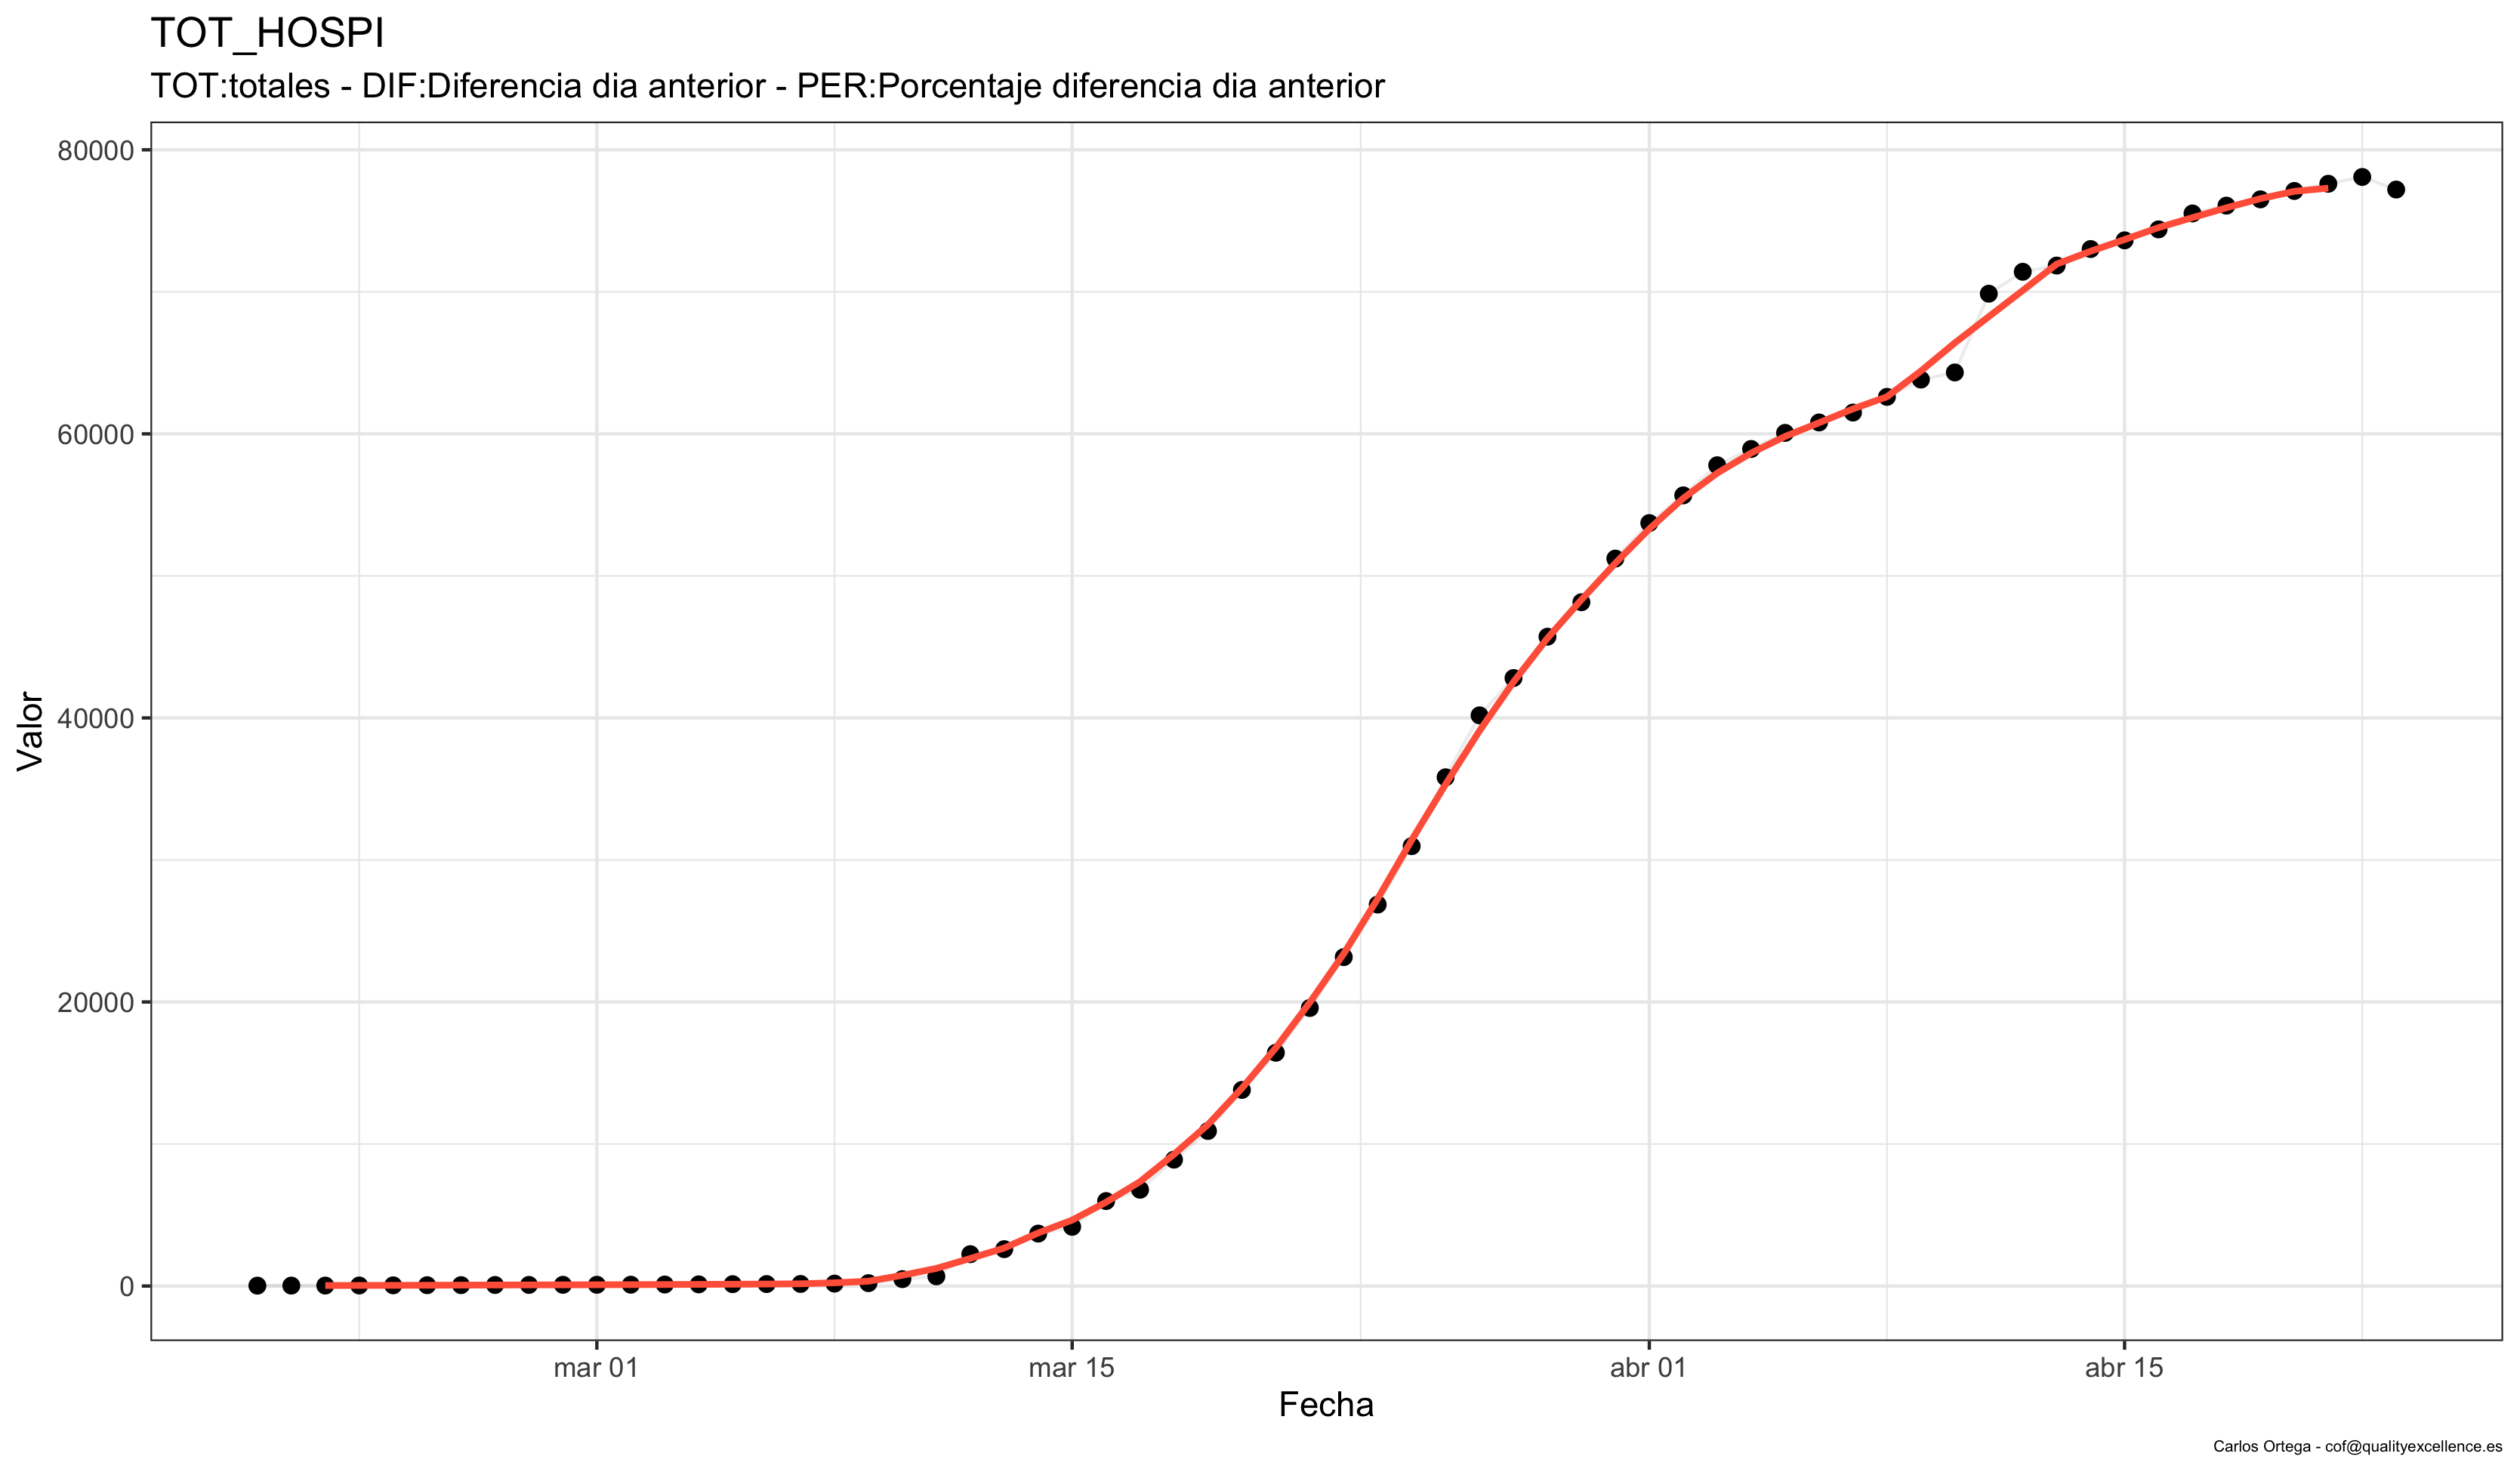 TOT_HOSPI
TOT:totales - DIF:Diferencia dia anterior - PER:Porcentaje diferencia dia anterior
80000
60000
40000
20000
0
Valor
mar 01
mar 15
abr 01
abr 15
Fecha
Carlos Ortega - cof@qualityexcellence.es